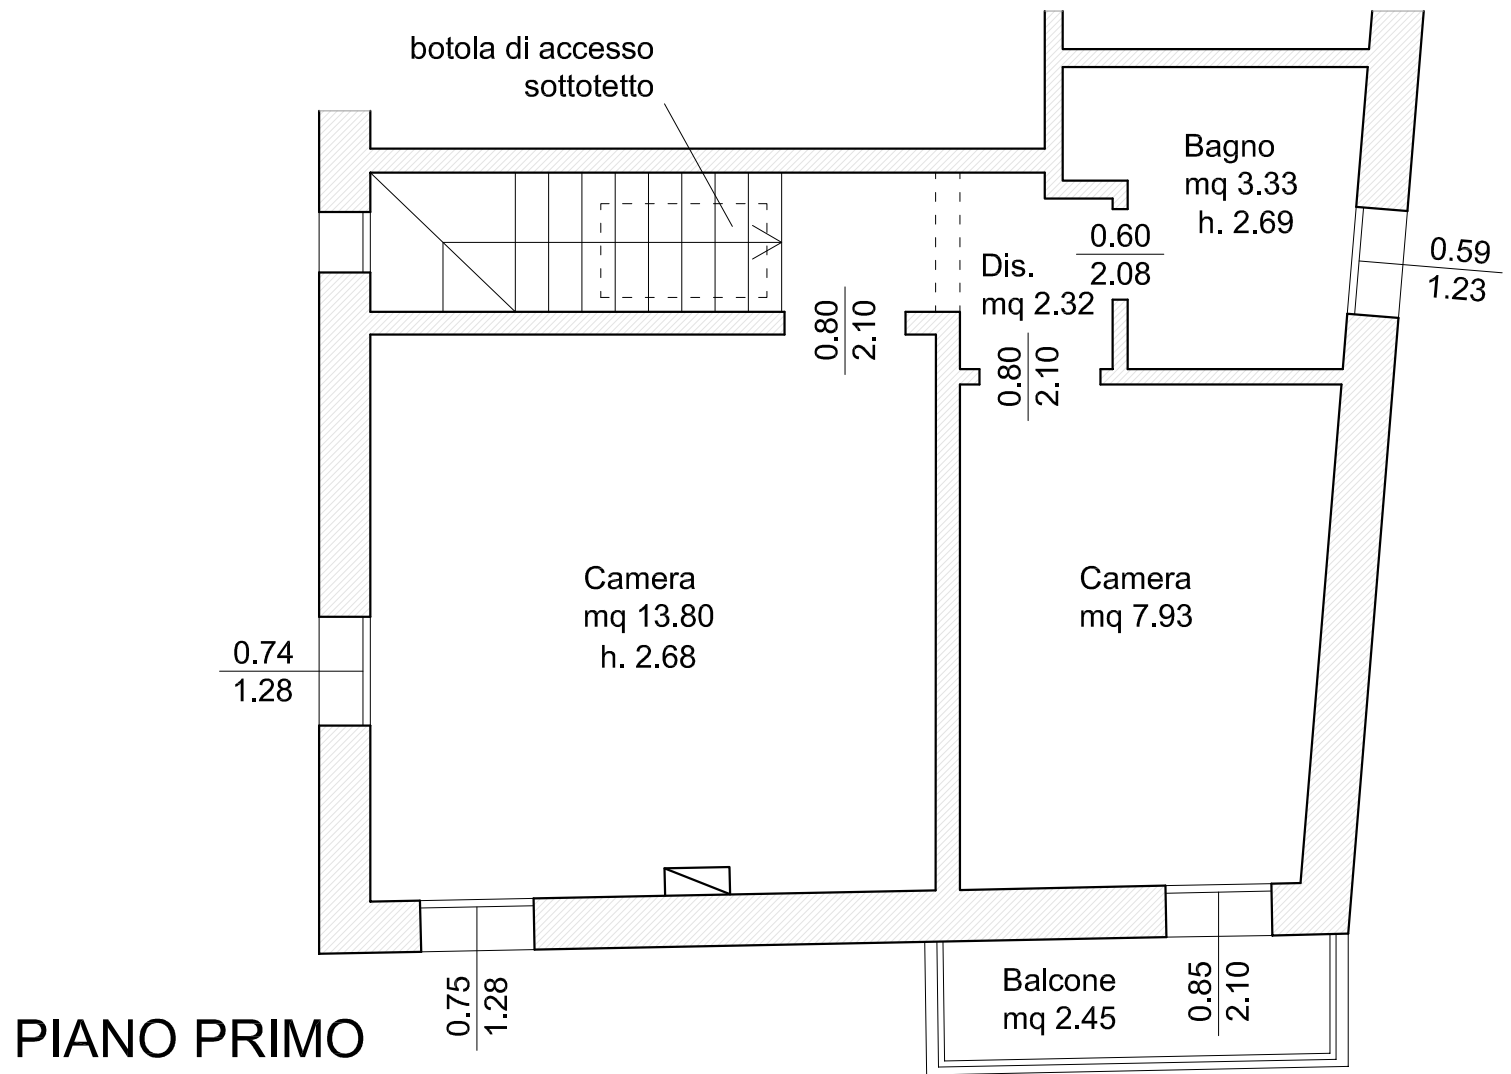 botola di accesso
sottotetto
Bagno
mq 3.33
h. 2.69
0.60
2.08
0.59
1.23
Dis.
mq 2.32
0.80
2.10
0.80
2.10
Camera
mq 13.80
h. 2.68
Camera
mq 7.93
0.74
1.28
0.75
1.28
Balcone
mq 2.45
0.85
2.10
PIANO PRIMO